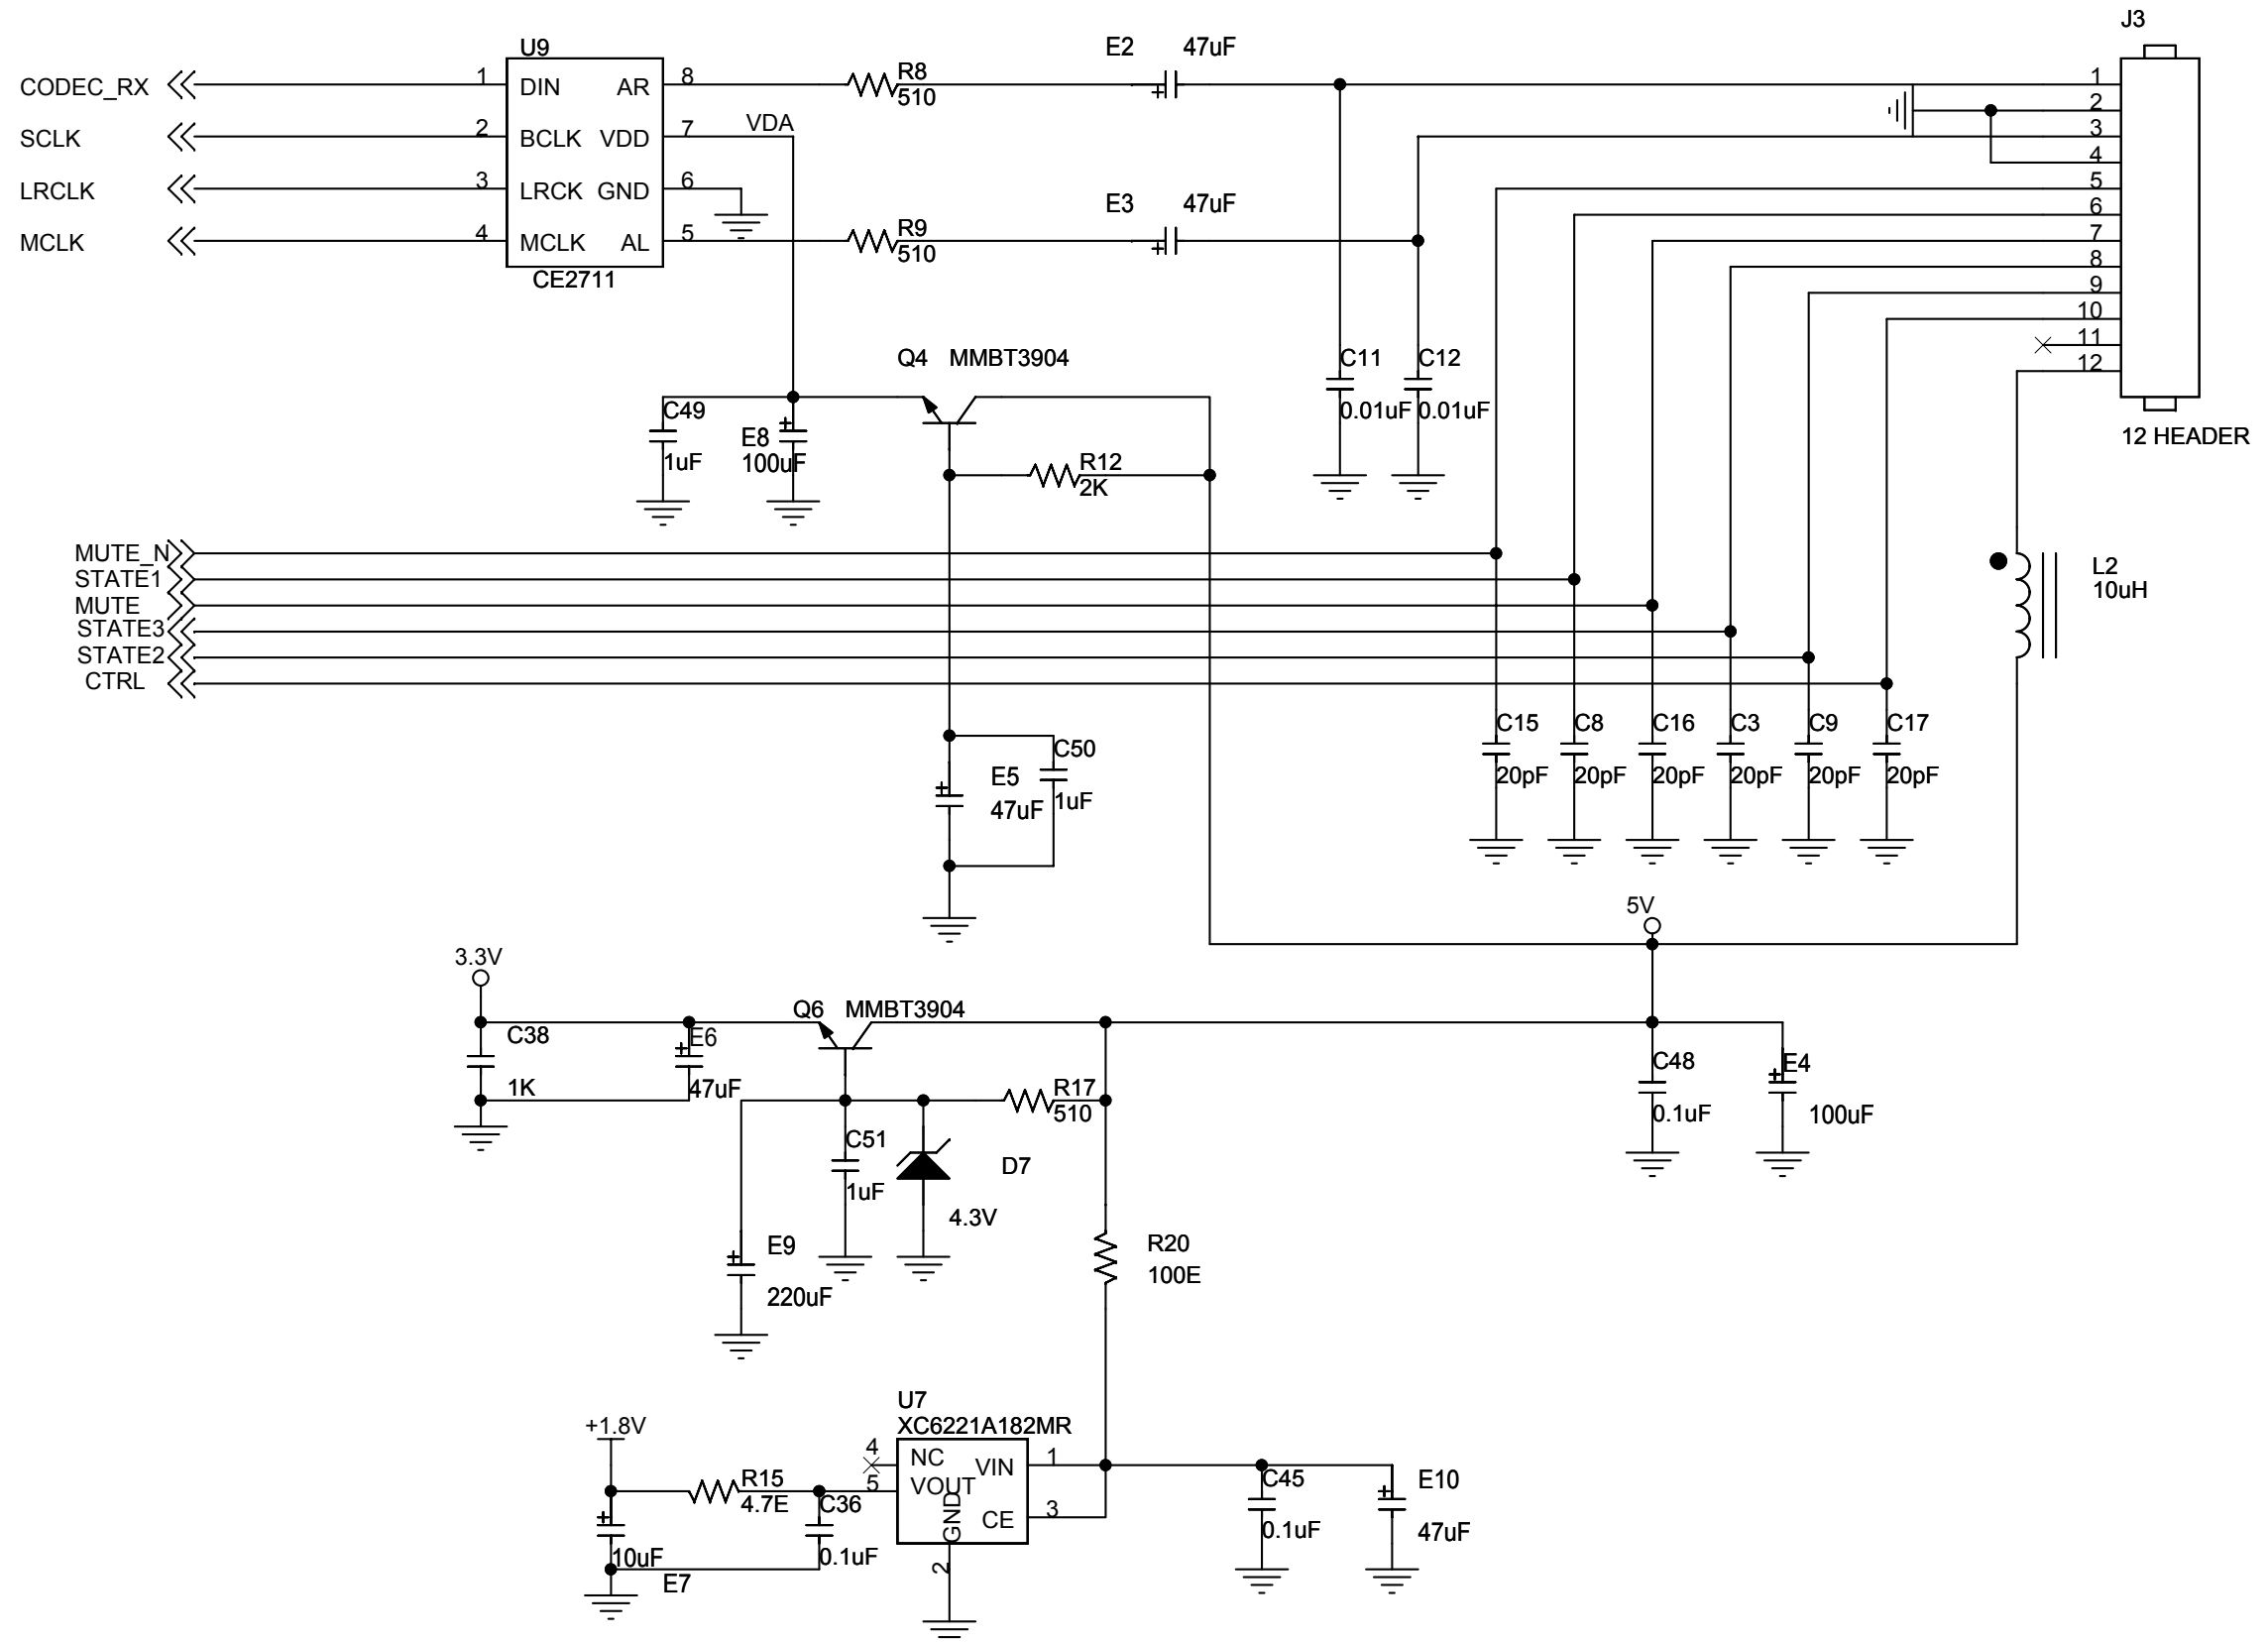 J3
U9
E2 47uF
CODEC_RX
1 DIN AR 8
R8
510
1
2
SCLK
2 BCLK VDD 7
VDA
3
4
LRCLK
3 LRCK GND 6
5
E3 47uF
6
MCLK
4 MCLK AL 5
R9
510
7
8
CE2711
9
10
11
12
Q4 MMBT3904
C11
0.01uF
C12
0.01uF
C49
1uF
E8
100uF
12 HEADER
R12
2K
MUTE_N
STATE1
MUTE
STATE3
STATE2
CTRL
L2
10uH
C15
20pF
C8
20pF
C16
20pF
C3
20pF
C9
20pF
C17
20pF
C50
1uF
E5
47uF
5V
3.3V
Q6 MMBT3904
C38
1K
E6
47uF
R17
510
C48
0.1uF
E4
100uF
C51
1uF
D7
4.3V
E9
220uF
R20
100E
U7
XC6221A182MR
+1.8V
4 NC VIN 1
5 VOUT
GND
CE 3
2
R15
4.7E
C36
0.1uF
10uF
E7
C45
0.1uF
E10
47uF